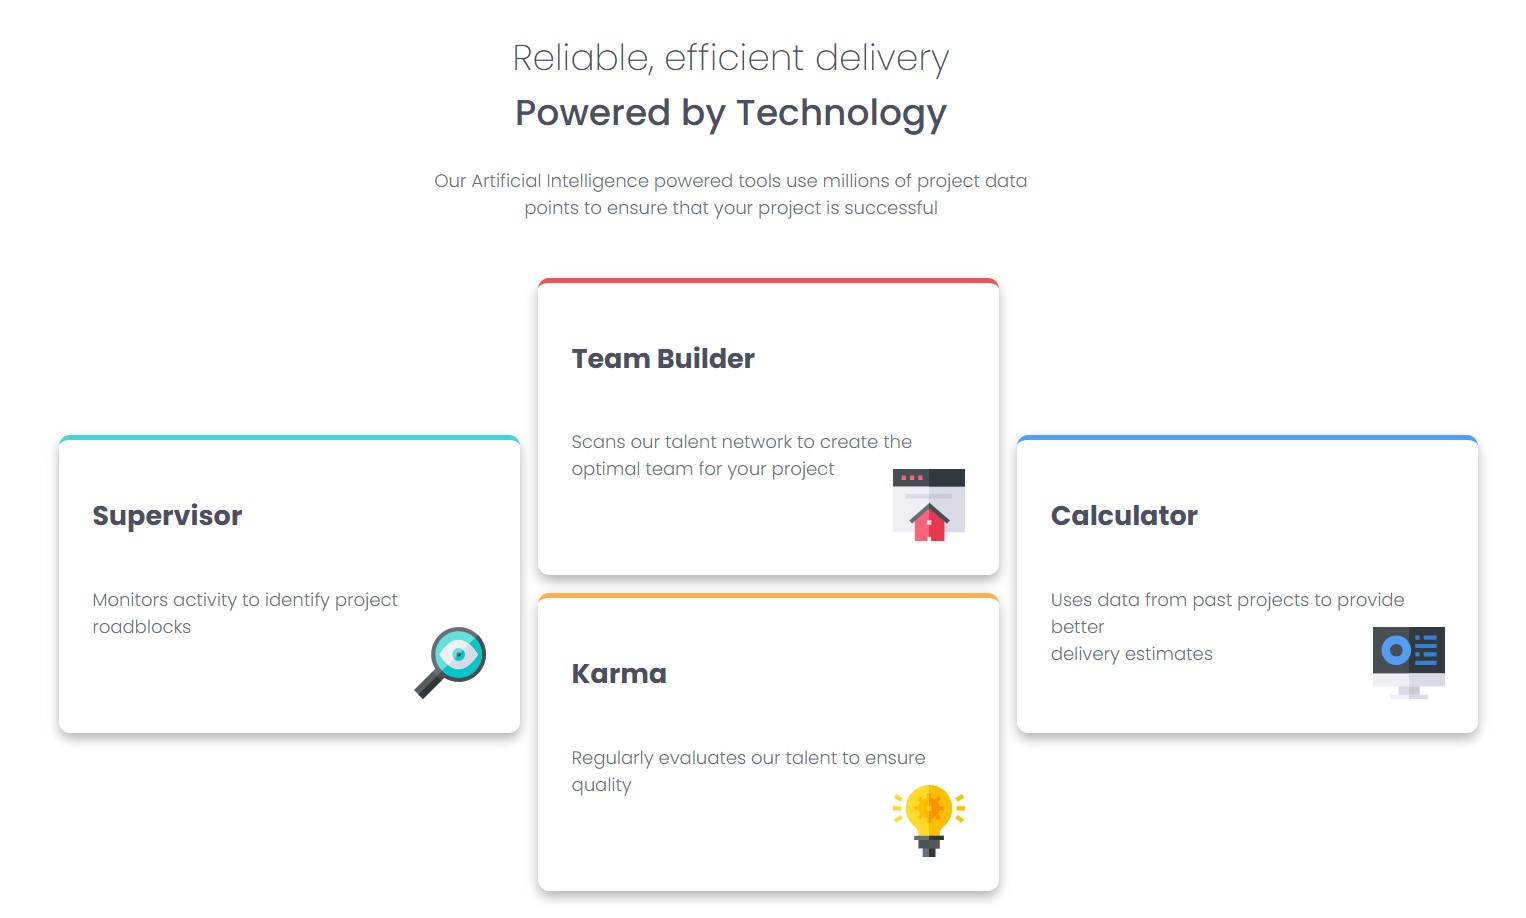 Reliable, efficient delivery
Powered by Technology
Our Artificial Intelligence powered tools use millions of project data
points to ensure that your project is successful
Team Builder
Scans our talent network to create the
optimal team for your project
Supervisor
Monitors activity to identify project
roadblocks
Calculator
Uses data from past projects to provide
better
delivery estimates
Karma
Regularly evaluates our talent to ensure
quality